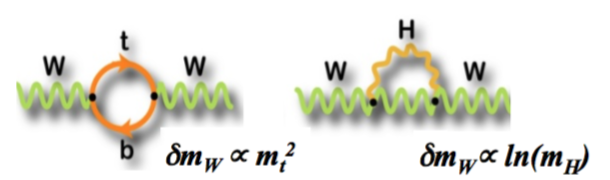 t
W W
b
δm_W ∝ m_t²
H
W W
δm_W ∝ ln(m_H)